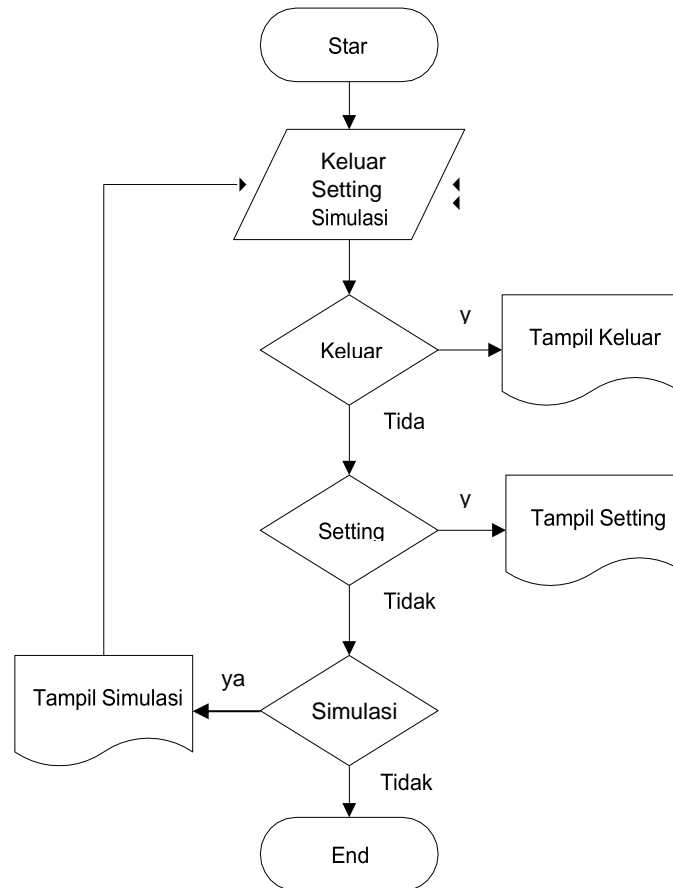 Star
Keluar
Setting
Simulasi
Keluar
y
Tampil Keluar
Tida
Setting
y
Tampil Setting
Tidak
Simulasi
ya
Tampil Simulasi
Tidak
End